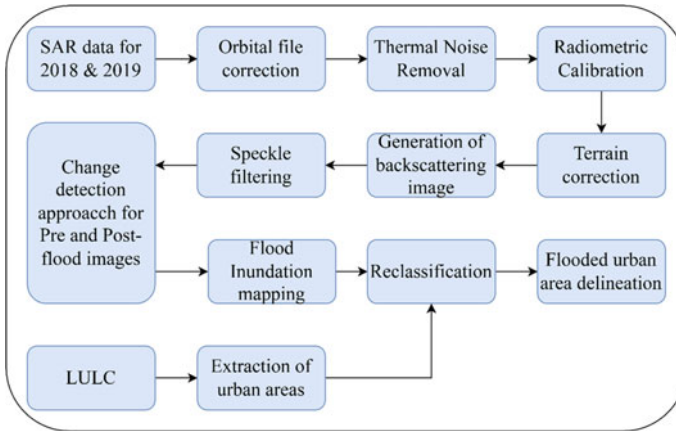 SAR data for
2018 & 2019
Orbital file
correction
Thermal Noise
Removal
Radiometric
Calibration
Terrain
correction
Generation of
backscattering
image
Speckle
filtering
Change
detection
approacch for
Pre and Post-
flood images
Flood
Inundation
mapping
Reclassification
Flooded urban
area delineation
LULC
Extraction of
urban areas